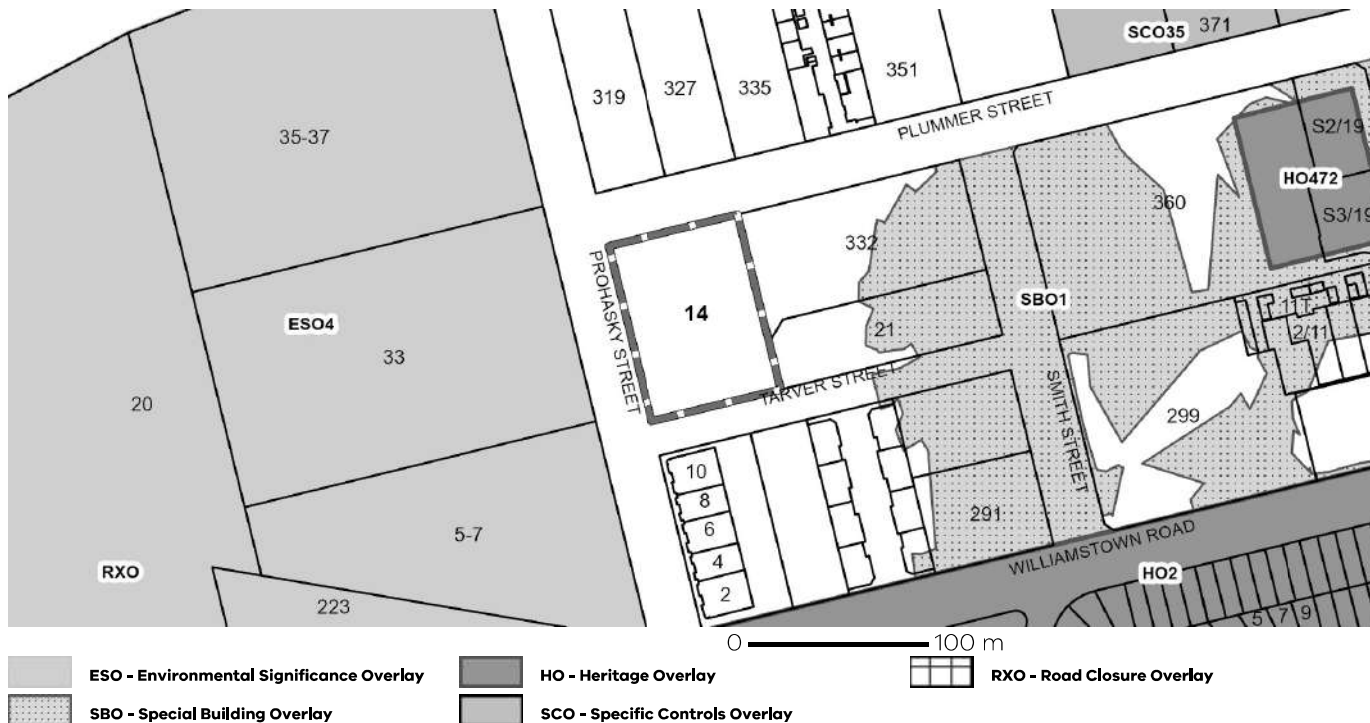 SCO35
371
35-37
319
327
335
351
PLUMMER STREET
S2/19
HO472
S3/19
360
332
PROHASKY STREET
14
ESO4
33
SBO1
21
1T
2/11
20
TARVER STREET
SMITH STREET
299
10
8
6
4
2
5-7
291
WILLIAMSTOWN ROAD
RXO
HO2
223
5 7 9
0 100 m
ESO - Environmental Significance Overlay
HO - Heritage Overlay
RXO - Road Closure Overlay
SBO - Special Building Overlay
SCO - Specific Controls Overlay